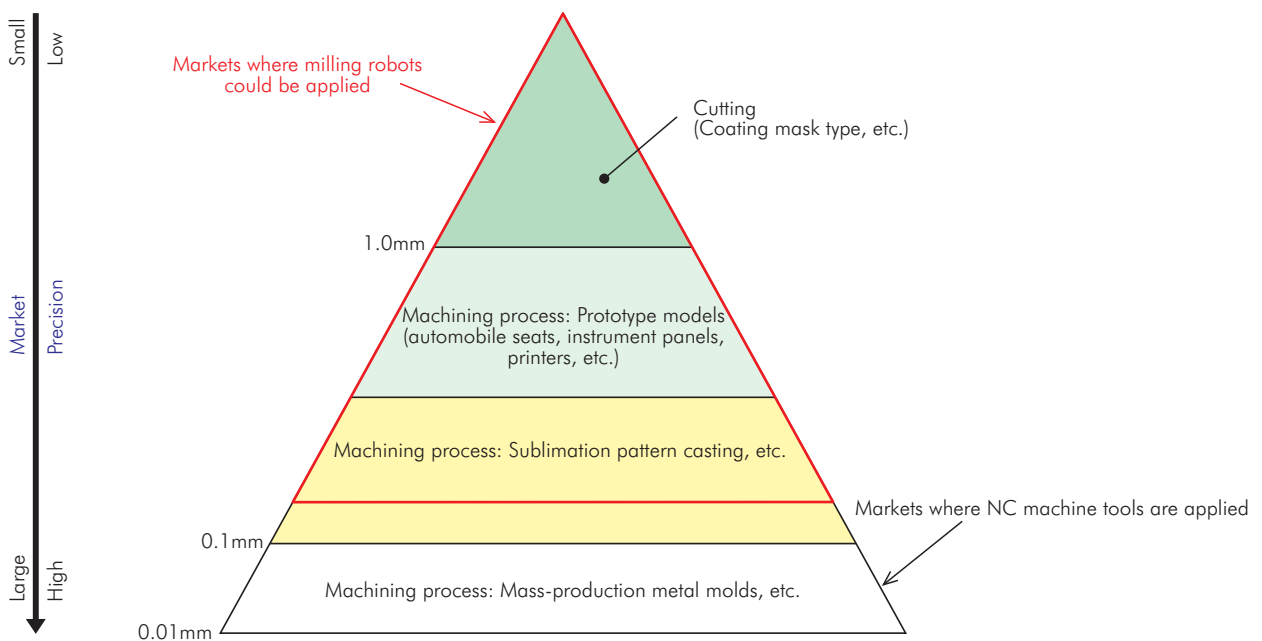 Small
Low
Markets where milling robots
could be applied
Cutting
(Coating mask type, etc.)
1.0mm
Market
Precision
Machining process: Prototype models
(automobile seats, instrument panels,
printers, etc.)
Machining process: Sublimation pattern casting, etc.
Markets where NC machine tools are applied
0.1mm
Large
High
Machining process: Mass-production metal molds, etc.
0.01mm